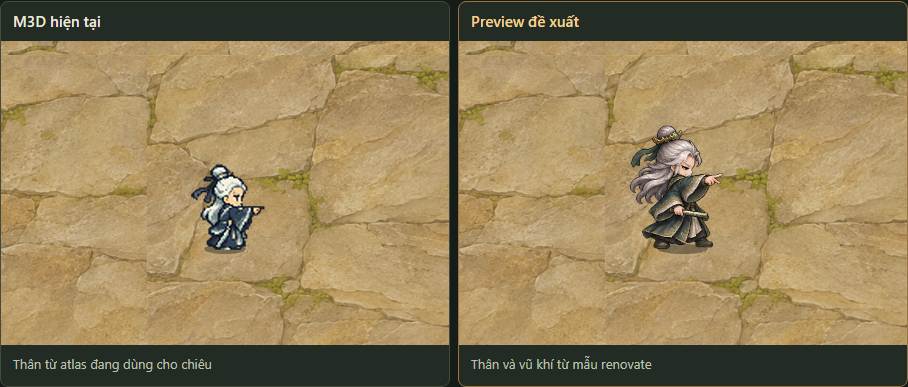 M3D hiện tại
Preview đề xuất
Thân từ atlas đang dùng cho chiêu
Thân và vũ khí từ mẫu renovate